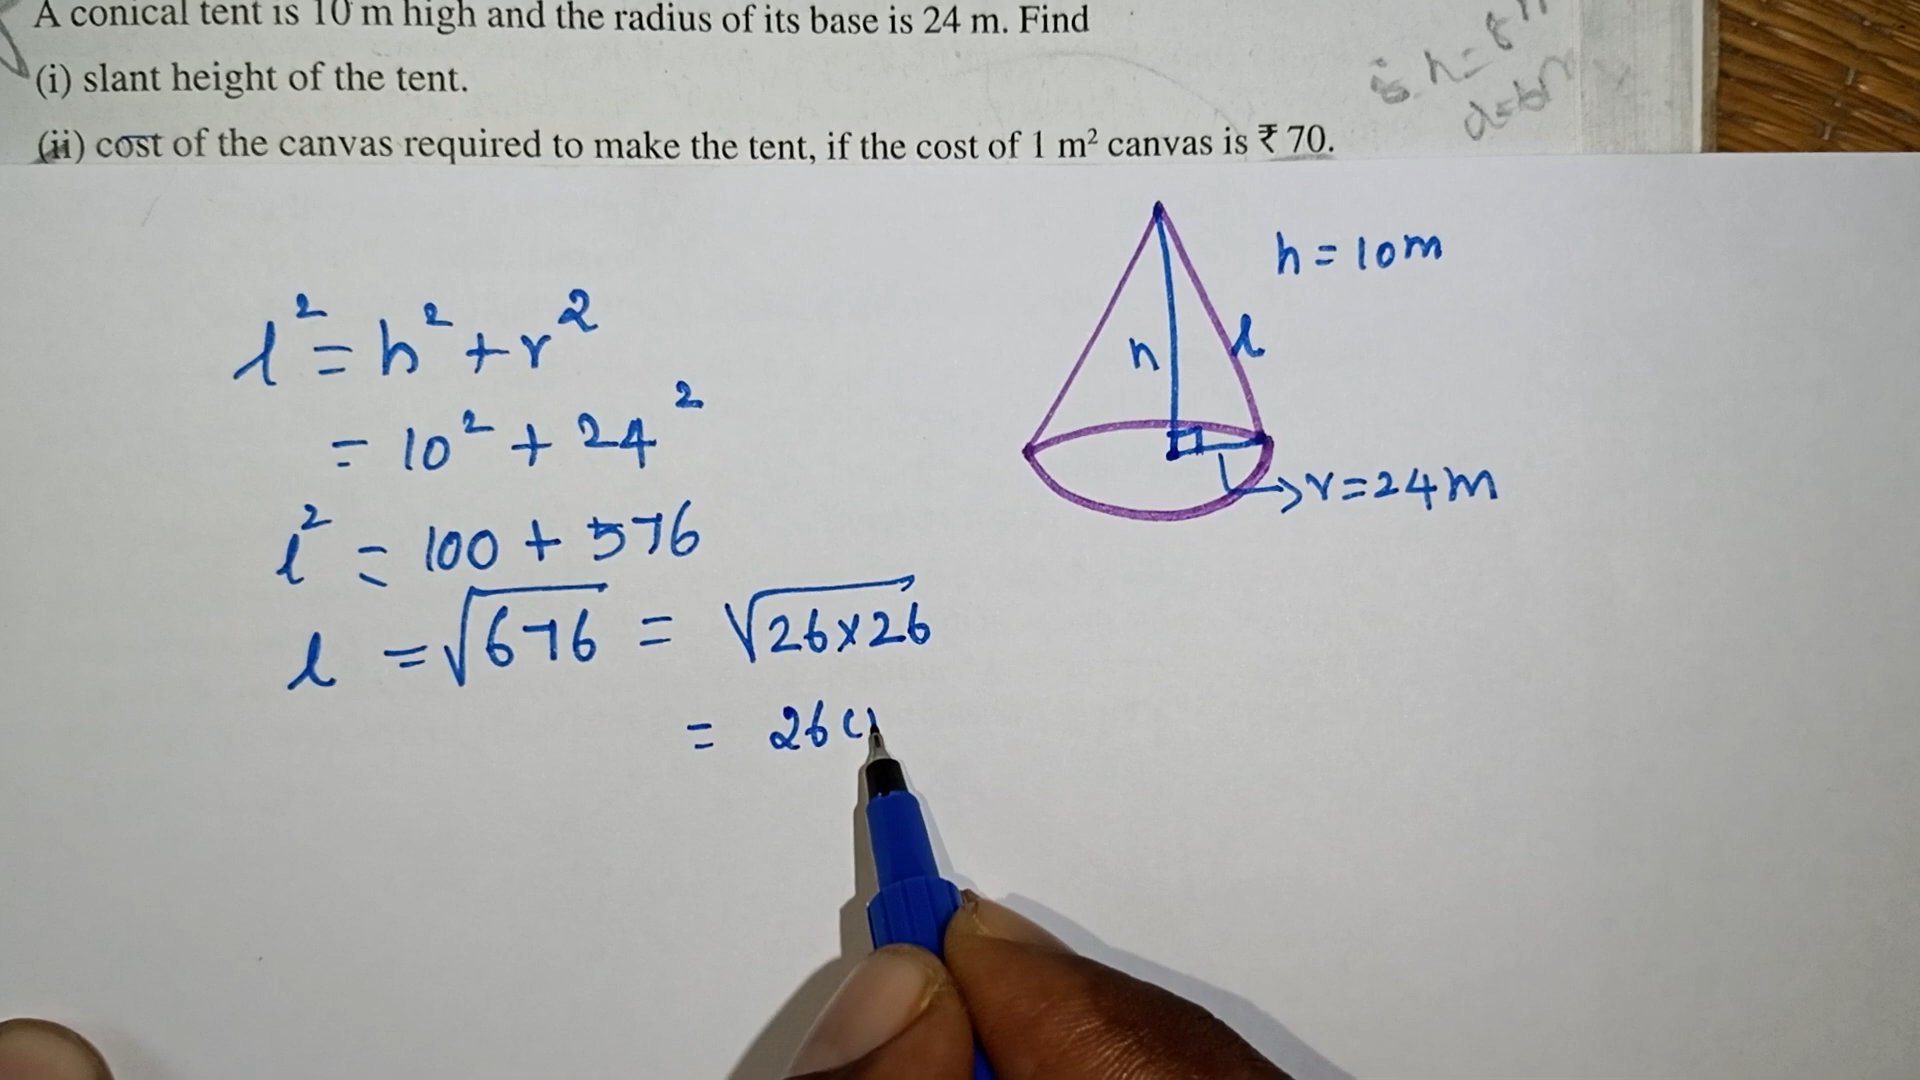 A conical tent is 10 m high and the radius of its base is 24 m. Find
(i) slant height of the tent.
(ii) cost of the canvas required to make the tent, if the cost of 1 m² canvas is ₹ 70.
h = 8
h = 10m
h
l
r = 24m
l² = h² + r²
= 10² + 24²
l² = 100 + 576
l = √676 = √26×26
= 26